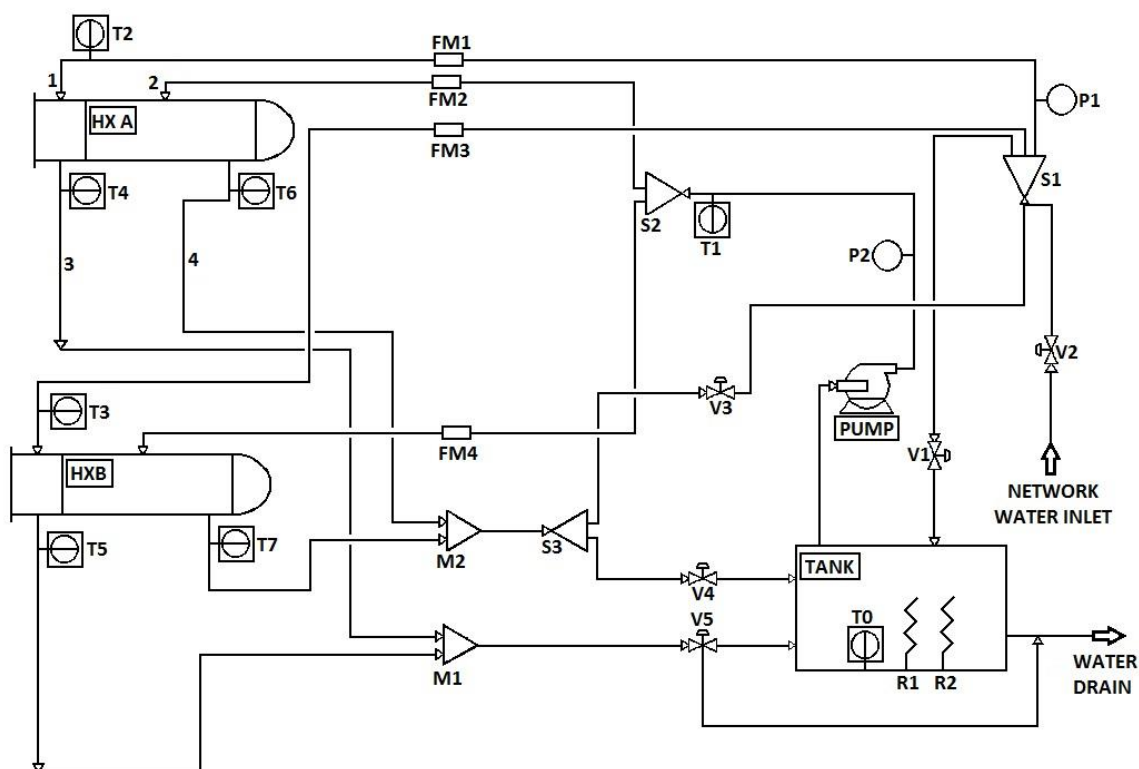 T2
FM1
1
2
FM2
P1
HX A
FM3
S1
T4
T6
S2
T1
3
4
P2
V2
V3
T3
PUMP
FM4
V1
HXB
NETWORK
WATER INLET
T5
T7
M2
S3
TANK
V4
V5
T0
M1
R1
R2
WATER
DRAIN